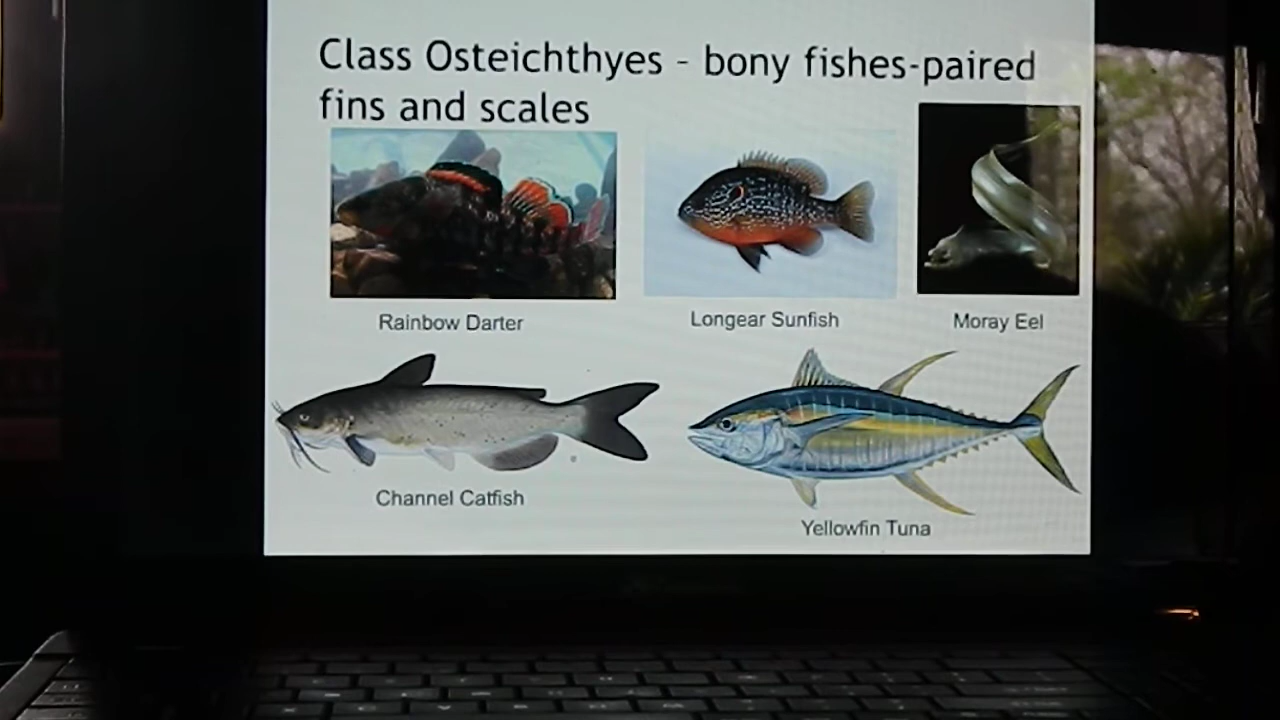 Class Osteichthyes - bony fishes-paired
fins and scales
Rainbow Darter
Longear Sunfish
Moray Eel
Channel Catfish
Yellowfin Tuna